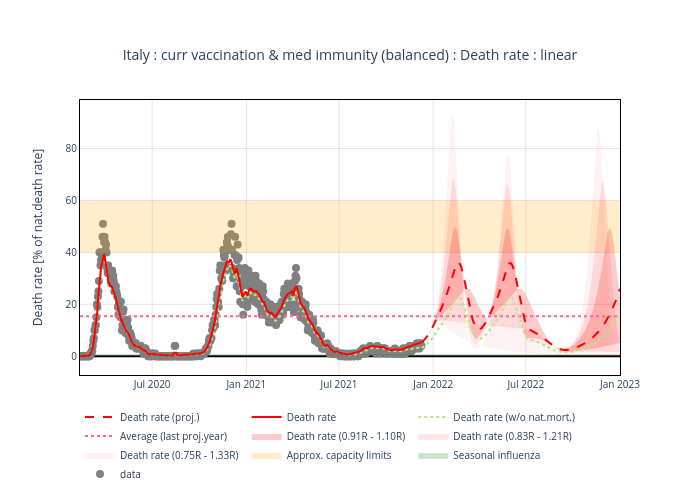 Italy : curr vaccination & med immunity (balanced) : Death rate : linear
Death rate [% of nat.death rate]
80
60
40
20
0
Jul 2020
Jan 2021
Jul 2021
Jan 2022
Jul 2022
Jan 2023
Death rate (proj.)
Death rate
Death rate (w/o nat.mort.)
Average (last proj.year)
Death rate (0.91R - 1.10R)
Death rate (0.83R - 1.21R)
Death rate (0.75R - 1.33R)
Approx. capacity limits
Seasonal influenza
data